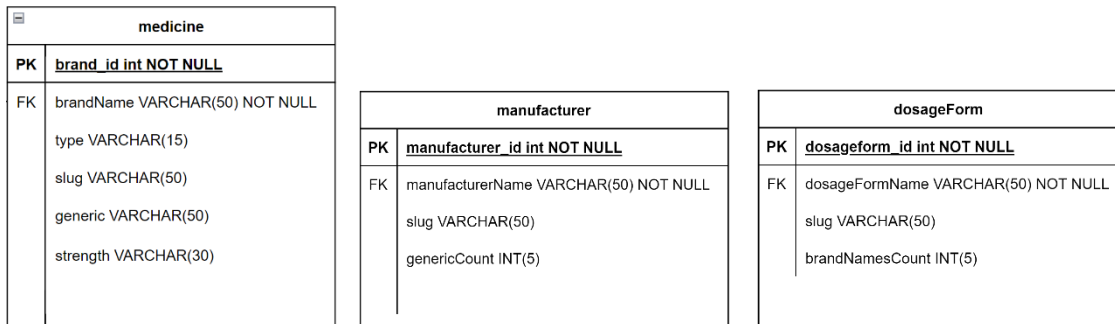 medicine
PK brand_id int NOT NULL
FK brandName VARCHAR(50) NOT NULL
type VARCHAR(15)
slug VARCHAR(50)
generic VARCHAR(50)
strength VARCHAR(30)
manufacturer
PK manufacturer_id int NOT NULL
FK manufacturerName VARCHAR(50) NOT NULL
slug VARCHAR(50)
genericCount INT(5)
dosageForm
PK dosageform_id int NOT NULL
FK dosageFormName VARCHAR(50) NOT NULL
slug VARCHAR(50)
brandNamesCount INT(5)